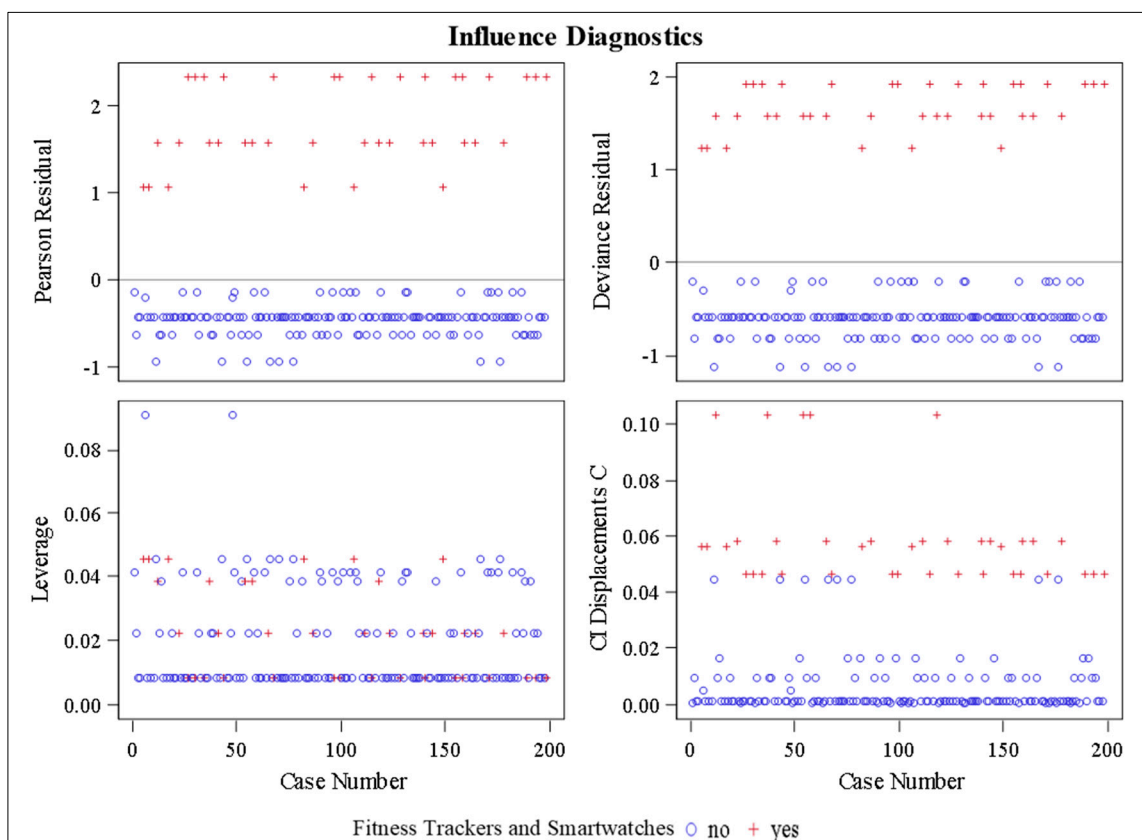 Influence Diagnostics
Pearson Residual
2
1
0
-1
Deviance Residual
2
1
0
-1
Leverage
0.08
0.06
0.04
0.02
0.00
CI Displacements C
0.10
0.08
0.06
0.04
0.02
0.00
0 50 100 150 200
Case Number
0 50 100 150 200
Case Number
Fitness Trackers and Smartwatches no yes